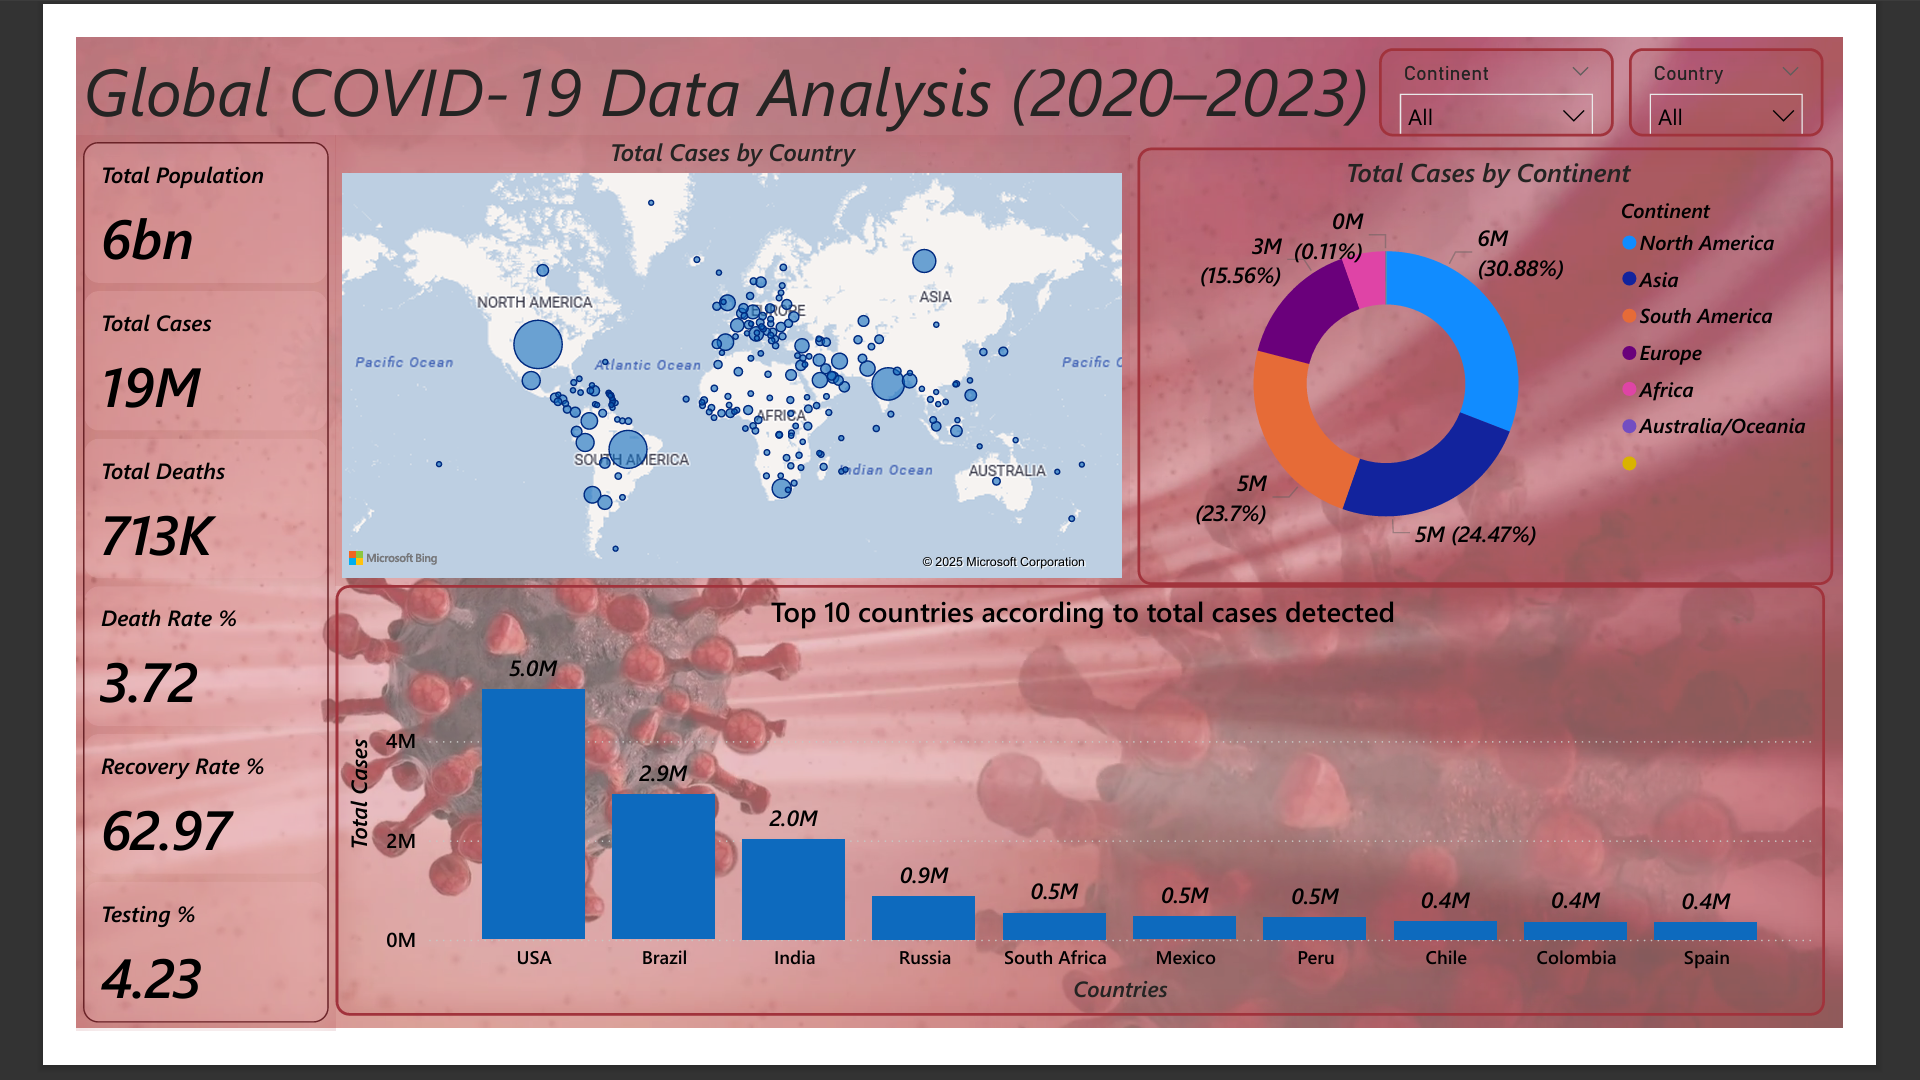 Global COVID-19 Data Analysis (2020–2023)
Continent
All
Country
All
Total Population
6bn
Total Cases
19M
Total Deaths
713K
Death Rate %
3.72
Recovery Rate %
62.97
Testing %
4.23
Total Cases by Country
NORTH AMERICA
ASIA
Pacific Ocean
Atlantic Ocean
Pacific O
AFRICA
SOUTH AMERICA
Indian Ocean
AUSTRALIA
Microsoft Bing
© 2025 Microsoft Corporation
Total Cases by Continent
0M
(0.11%)
3M
(15.56%)
6M
(30.88%)
5M
(23.7%)
5M (24.47%)
Continent
North America
Asia
South America
Europe
Africa
Australia/Oceania
Top 10 countries according to total cases detected
Total Cases
4M
2M
0M
5.0M
2.9M
2.0M
0.9M
0.5M
0.5M
0.5M
0.4M
0.4M
0.4M
USA
Brazil
India
Russia
South Africa
Mexico
Peru
Chile
Colombia
Spain
Countries